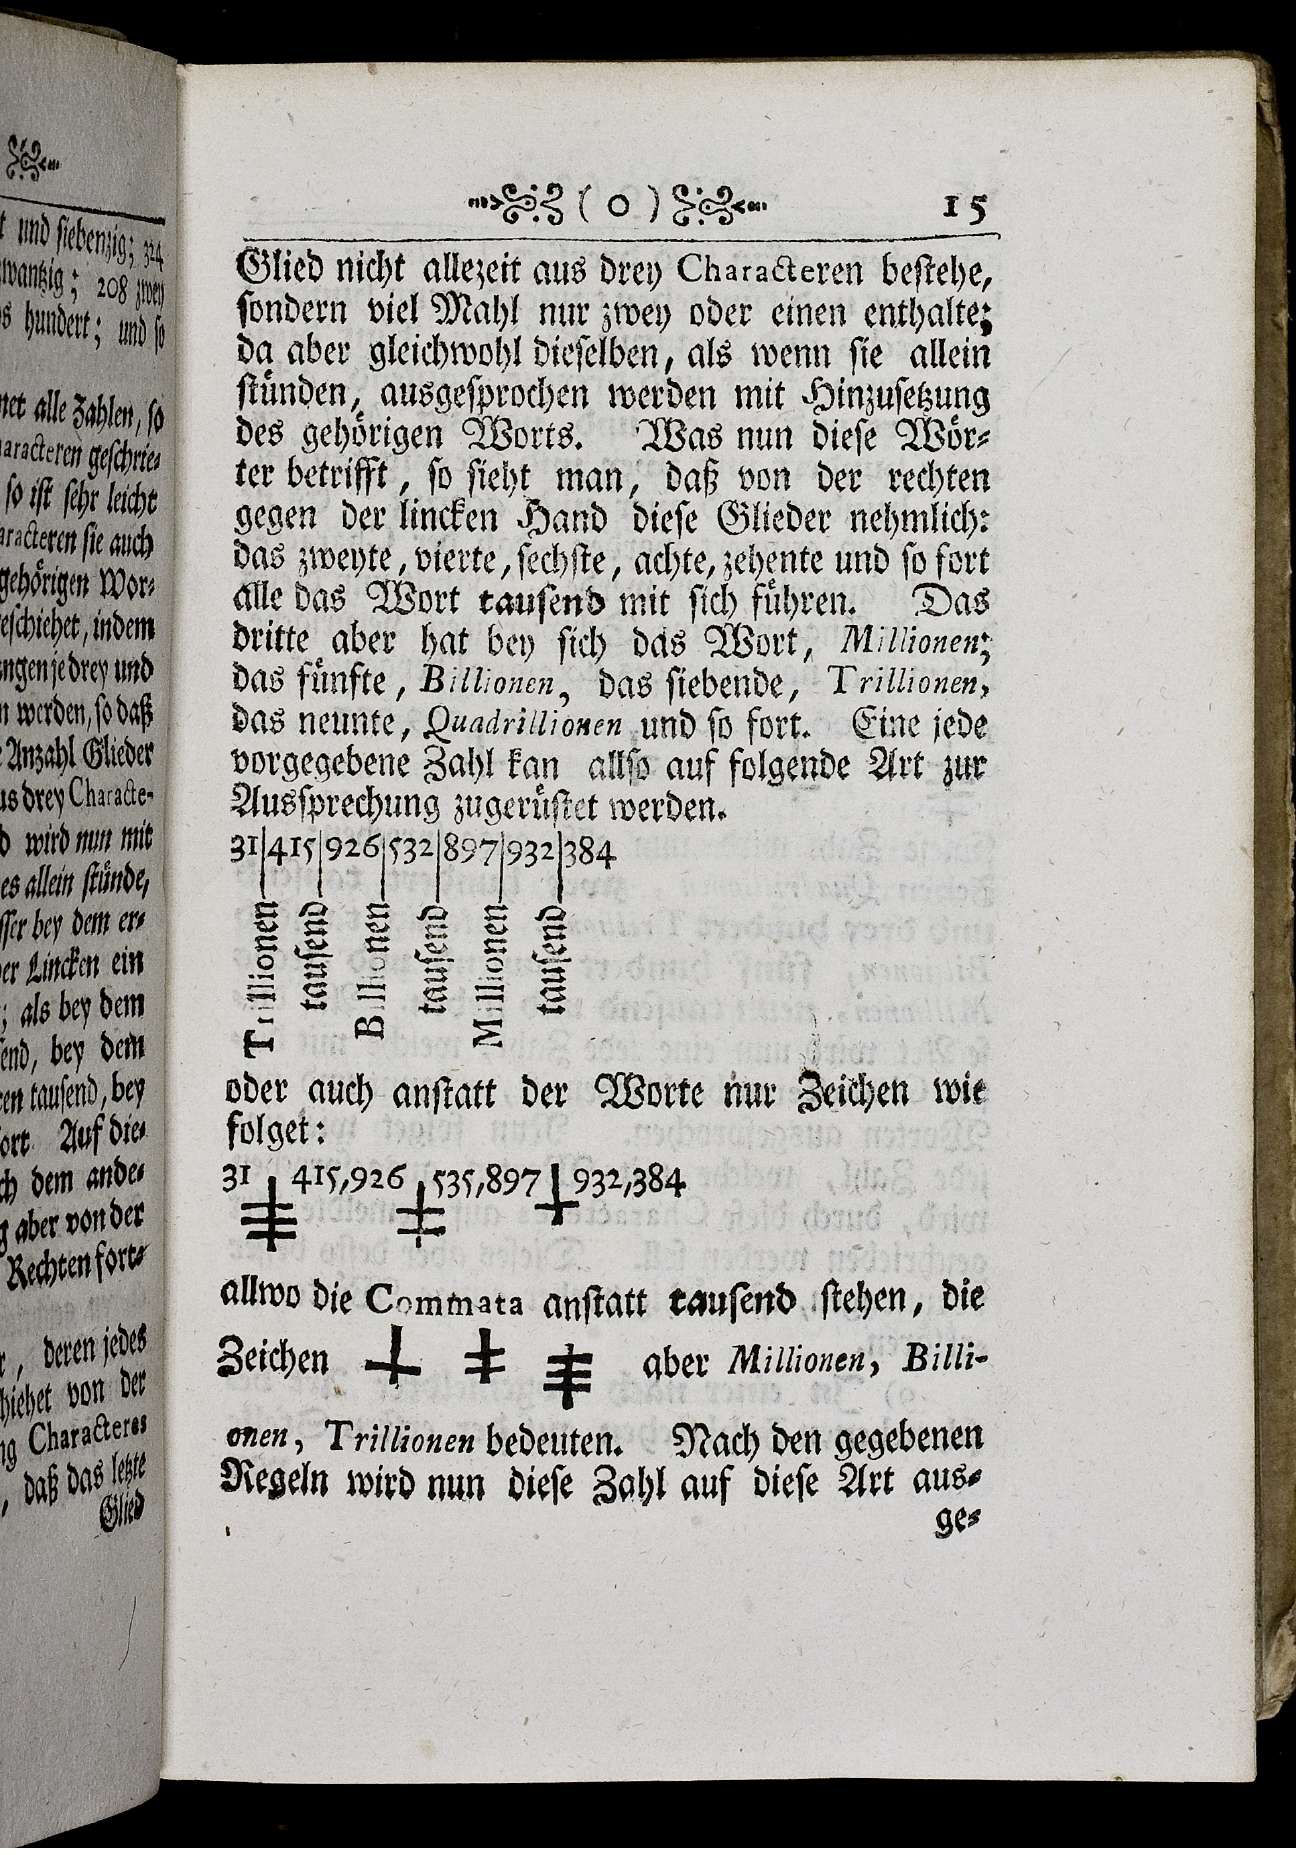 t und siebenzig; 324
wantzig; 208 zwey
s hundert; und so
net alle Zahlen, so
haracteren geschrie-
so ist sehr leicht
aracteren sie auch
gehörigen Wor-
eschiehet, indem
ngen je drey und
n werden, so daß
e Anzahl Glieder
us drey Characte-
d wird nun mit
es allein stünde,
sser bey dem er-
er Lincken ein
; als bey dem
send, bey dem
ren tausend, bey
fort. Auf die-
ch dem ande-
g aber von der
Rechten fort-
r, deren jedes
hiehet von der
ng Characteres
, daß das letzte
Glied
( 0 ) 15
Glied nicht allezeit aus drey Characteren bestehe,
sondern viel Mahl nur zwey oder einen enthalte;
da aber gleichwohl dieselben, als wenn sie allein
stünden, ausgesprochen werden mit Hinzusetzung
des gehörigen Worts. Was nun diese Wör-
ter betrifft, so sieht man, daß von der rechten
gegen der lincken Hand diese Glieder nehmlich:
das zweyte, vierte, sechste, achte, zehente und so fort
alle das Wort tausend mit sich führen. Das
dritte aber hat bey sich das Wort, Millionen;
das fünfte, Billionen, das siebende, Trillionen,
das neunte, Quadrillionen und so fort. Eine jede
vorgegebene Zahl kan allso auf folgende Art zur
Aussprechung zugerüstet werden.
31|415|926|532|897|932|384
Trillionen
tausend
Billionen
tausend
Millionen
tausend
oder auch anstatt der Worte nur Zeichen wie
folget:
31 415,926 535,897 932,384
allwo die Commata anstatt tausend stehen, die
Zeichen aber Millionen, Billi-
onen, Trillionen bedeuten. Nach den gegebenen
Regeln wird nun diese Zahl auf diese Art aus-
ge-